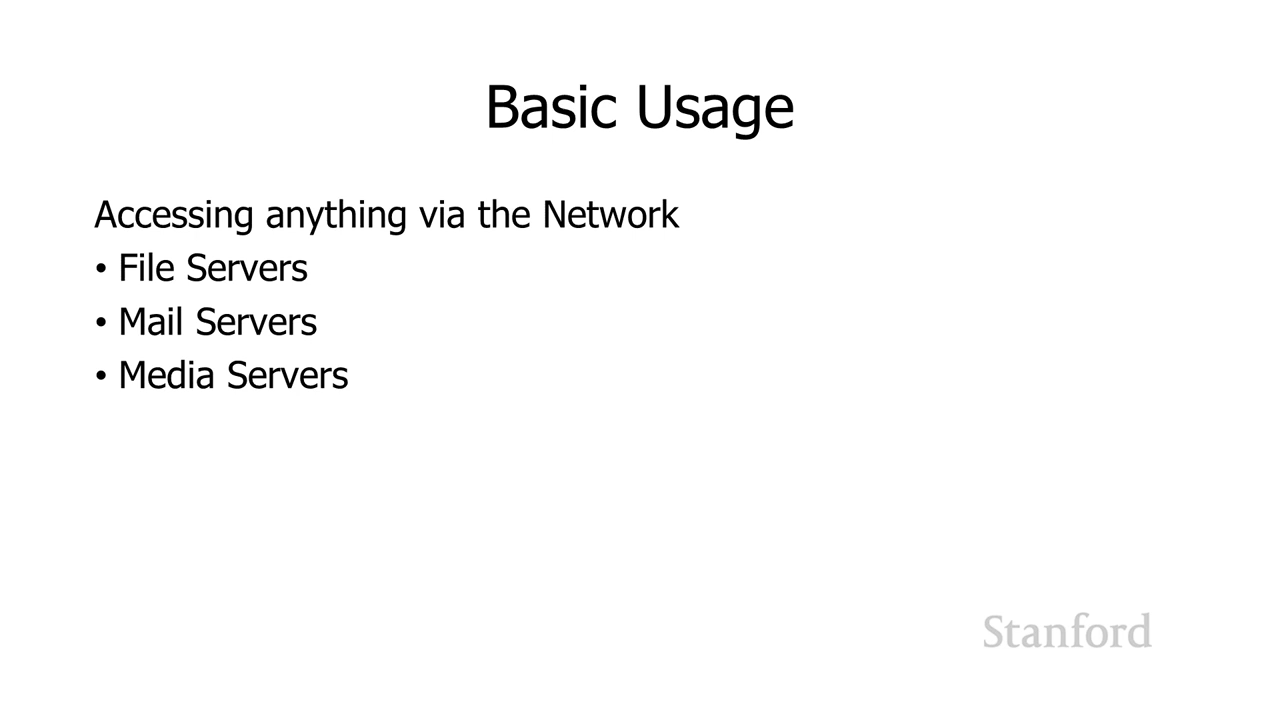 Basic Usage
Accessing anything via the Network
• File Servers
• Mail Servers
• Media Servers
Stanford